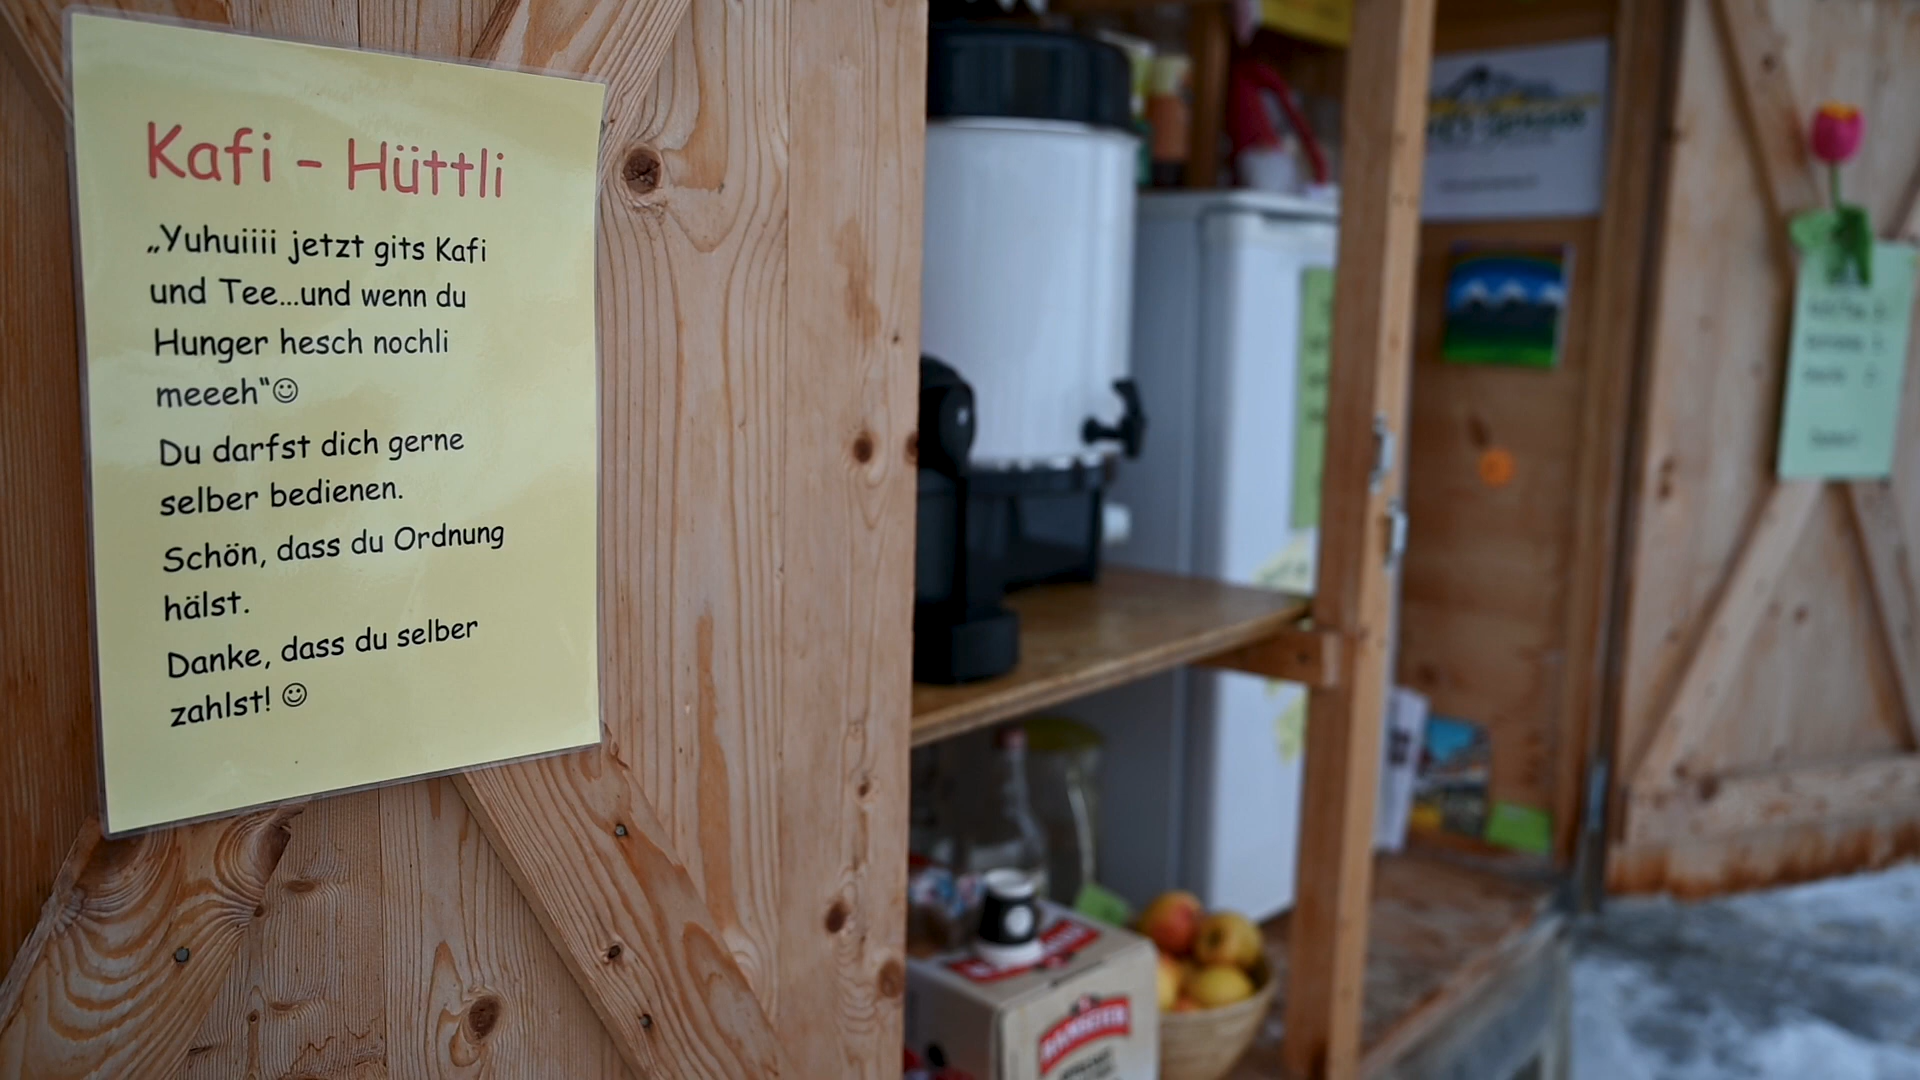 Kafi - Hüttli
„Yuhuiiii jetzt gits Kafi
und Tee...und wenn du
Hunger hesch nochli
meeeh“☺
Du darfst dich gerne
selber bedienen.
Schön, dass du Ordnung
hälst.
Danke, dass du selber
zahlst! ☺
RAMSEIER